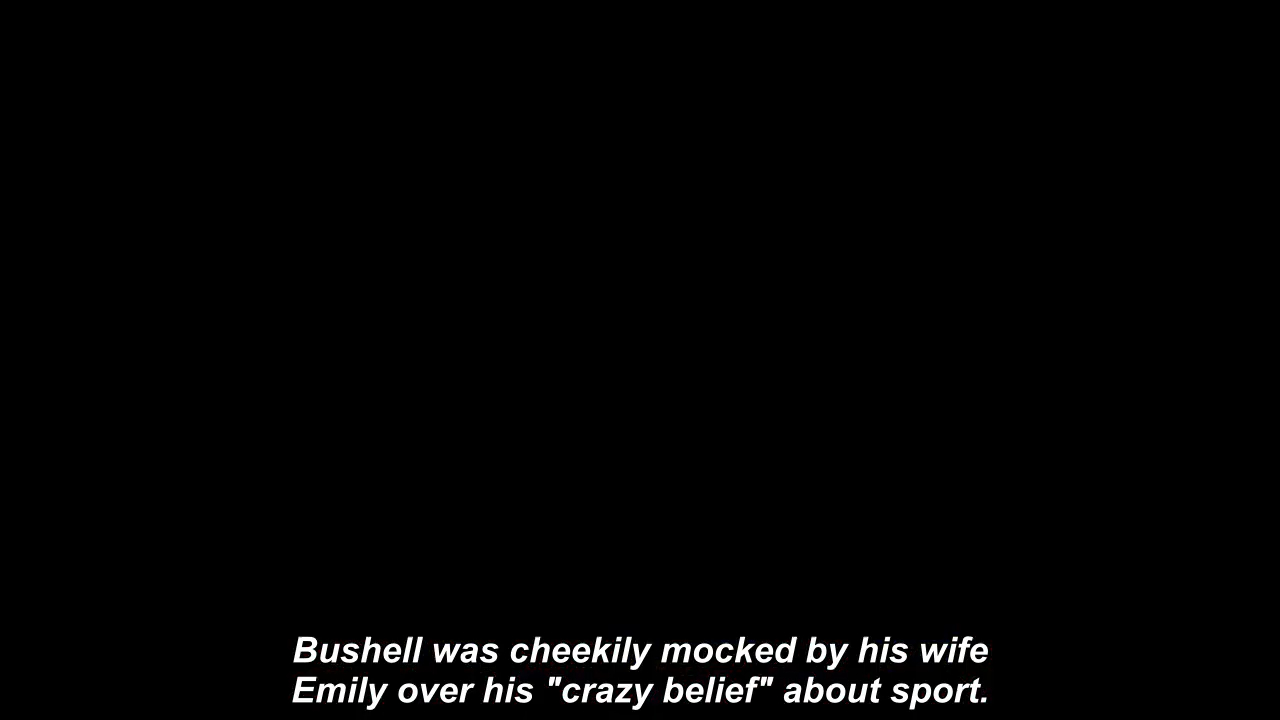 Bushell was cheekily mocked by his wife
Emily over his "crazy belief" about sport.